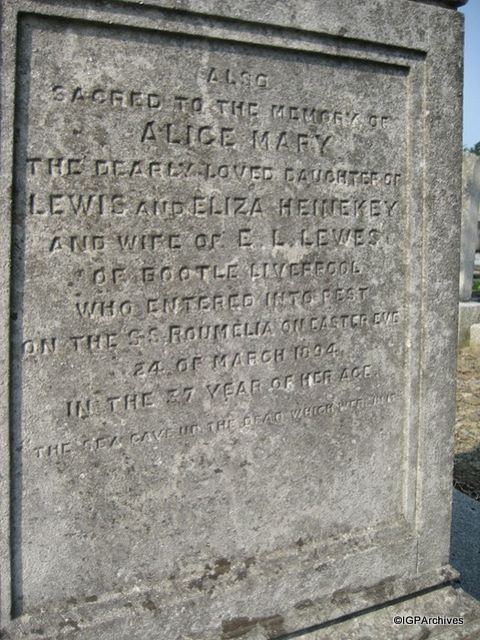 ALSO
SACRED TO THE MEMORY OF
ALICE MARY
THE DEARLY LOVED DAUGHTER OF
LEWIS AND ELIZA HENNEKEY
AND WIFE OF E. L. LEWES.
OF BOOTLE LIVERPOOL
WHO ENTERED INTO REST
ON THE S.S. ROUMELIA ON EASTER EVE
24. OF MARCH 1894.
IN THE 37 YEAR OF HER AGE.
THE SEA GAVE UP THE DEAD WHICH WERE IN IT
©IGPArchives